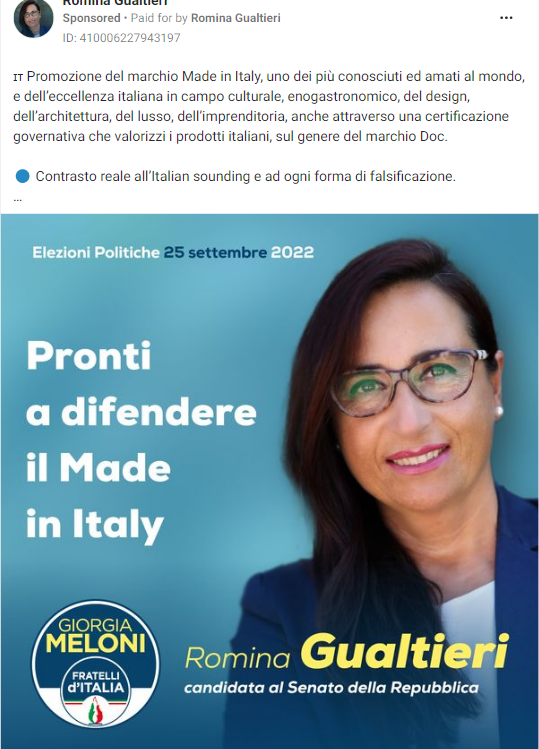 Romina Gualtieri
Sponsored • Paid for by Romina Gualtieri
ID: 410006227943197
IT Promozione del marchio Made in Italy, uno dei più conosciuti ed amati al mondo,
e dell'eccellenza italiana in campo culturale, enogastronomico, del design,
dell'architettura, del lusso, dell'imprenditoria, anche attraverso una certificazione
governativa che valorizzi i prodotti italiani, sul genere del marchio Doc.
Contrasto reale all'Italian sounding e ad ogni forma di falsificazione.
...
Elezioni Politiche 25 settembre 2022
Pronti
a difendere
il Made
in Italy
GIORGIA
MELONI
FRATELLI
d'ITALIA
Romina Gualtieri
candidata al Senato della Repubblica